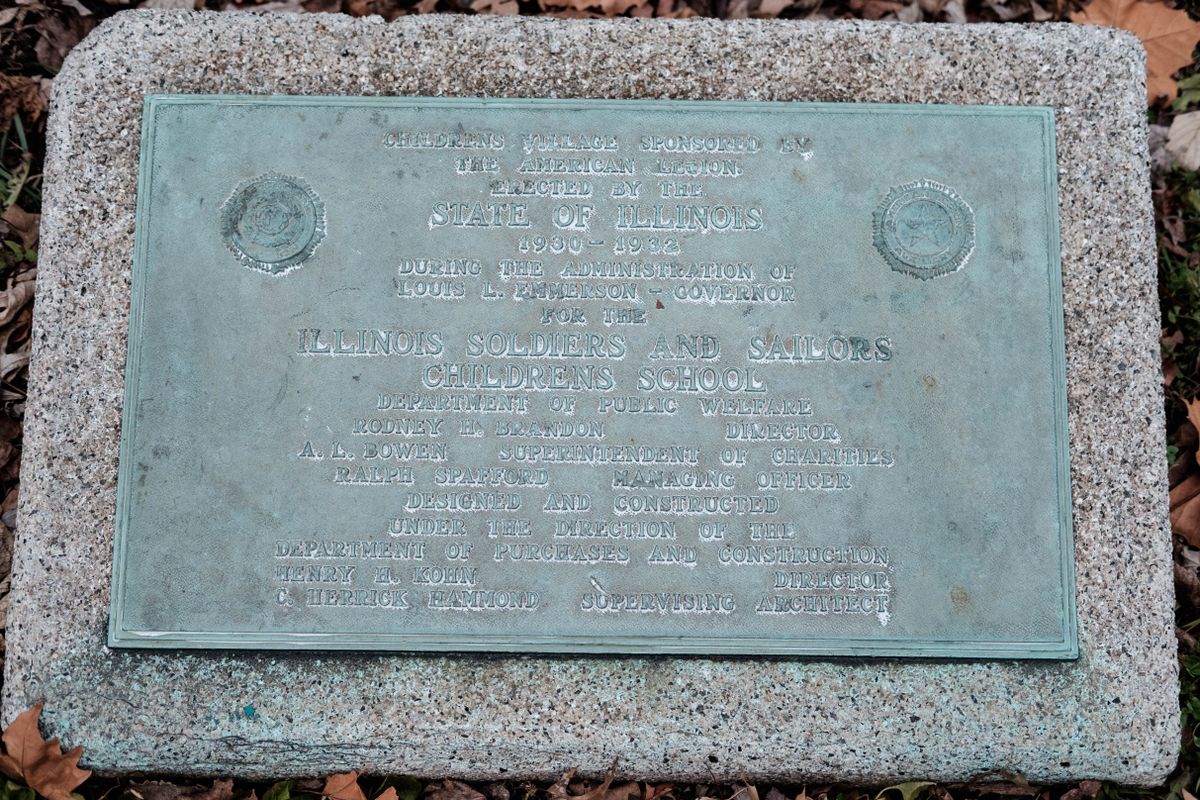 CHILDRENS VILLAGE SPONSORED BY
THE AMERICAN LEGION.
ERECTED BY THE
STATE OF ILLINOIS
1930 - 1932
DURING THE ADMINISTRATION OF
LOUIS L. EMMERSON - GOVERNOR
FOR THE
ILLINOIS SOLDIERS AND SAILORS
CHILDRENS SCHOOL
DEPARTMENT OF PUBLIC WELFARE
RODNEY H. BRANDON DIRECTOR
A. L. BOWEN SUPERINTENDENT OF CHARITIES
RALPH SPAFFORD MANAGING OFFICER
DESIGNED AND CONSTRUCTED
UNDER THE DIRECTION OF THE
DEPARTMENT OF PURCHASES AND CONSTRUCTION
HENRY H. KOHN DIRECTOR
C. HERRICK HAMMOND SUPERVISING ARCHITECT